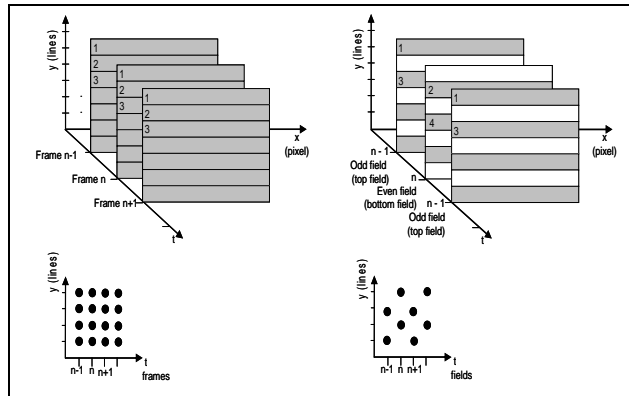 y (lines)
1
2
3
1
2
3
1
2
3
x
(pixel)
Frame n-1
Frame n
Frame n+1
t
y (lines)
1
3
2
4
1
3
x
(pixel)
n - 1
Odd field
(top field)
n
Even field
(bottom field)
n - 1
Odd field
(top field)
t
y (lines)
t
n-1 n n+1
frames
y (lines)
t
n-1 n n+1
fields